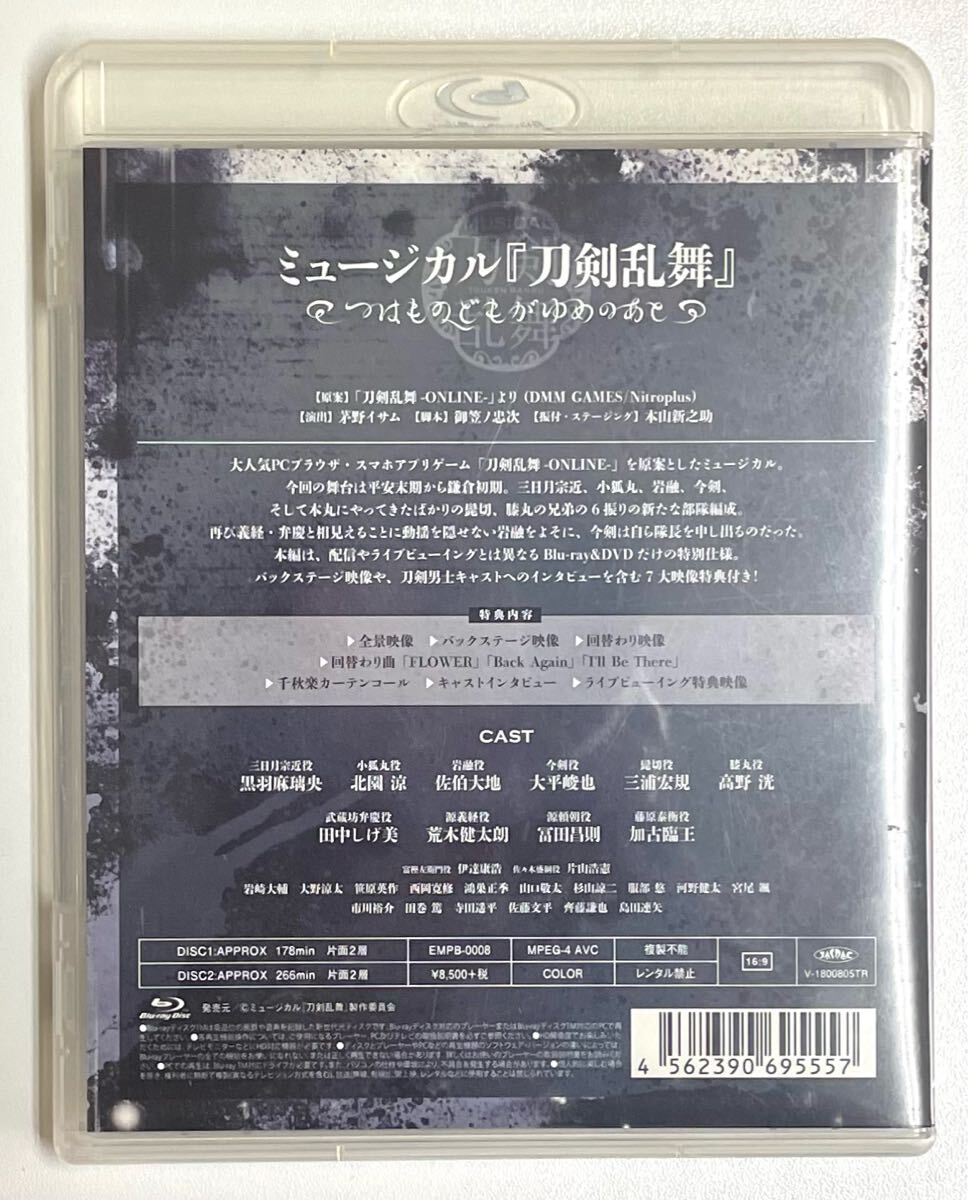 ミュージカル『刀剣乱舞』
つはものどもがゆめのあと
【原案】「刀剣乱舞-ONLINE-」より (DMM GAMES/Nitroplus)
【演出】茅野イサム 【脚本】御笠ノ忠次 【振付・ステージング】本山新之助
大人気PCブラウザ・スマホアプリゲーム「刀剣乱舞-ONLINE-」を原案としたミュージカル。
今回の舞台は平安末期から鎌倉初期。三日月宗近、小狐丸、岩融、今剣、
そして本丸にやってきたばかりの髭切、膝丸の兄弟の6振りの新たな部隊編成。
再び義経・弁慶と相見えることに動揺を隠せない岩融をよそに、今剣は自ら隊長を申し出るのだった。
本編は、配信やライブビューイングとは異なるBlu-ray&DVDだけの特別仕様。
バックステージ映像や、刀剣男士キャストへのインタビューを含む7大映像特典付き!
特典内容
▶全景映像 ▶バックステージ映像 ▶回替わり映像
▶回替わり曲「FLOWER」「Back Again」「I'll Be There」
▶千秋楽カーテンコール ▶キャストインタビュー ▶ライブビューイング特典映像
CAST
三日月宗近役 小狐丸役 岩融役 今剣役 髭切役 膝丸役
黒羽麻璃央 北園 涼 佐伯大地 大平峻也 三浦宏規 高野 洸
武蔵坊弁慶役 源義経役 源頼朝役 藤原泰衡役
田中しげ美 荒木健太朗 冨田昌則 加古臨王
富樫左衛門役 伊達康浩 佐々木盛綱役 片山浩憲
岩崎大輔 大野涼太 笹原英作 西岡寛修 鴻巣正季 山口敬太 杉山諒二 服部 悠 河野健太 宮尾 颯
市川裕介 田巻 篤 寺田遥平 佐藤文平 齊藤謙也 島田連矢
DISC1:APPROX 178min 片面2層 EMPB-0008 MPEG-4 AVC 複製不能
DISC2:APPROX 266min 片面2層 ¥8,500+税 COLOR レンタル禁止
16:9
V-180080STR
Blu-ray Disc
発売元/©ミュージカル『刀剣乱舞』製作委員会
4 562390 695557